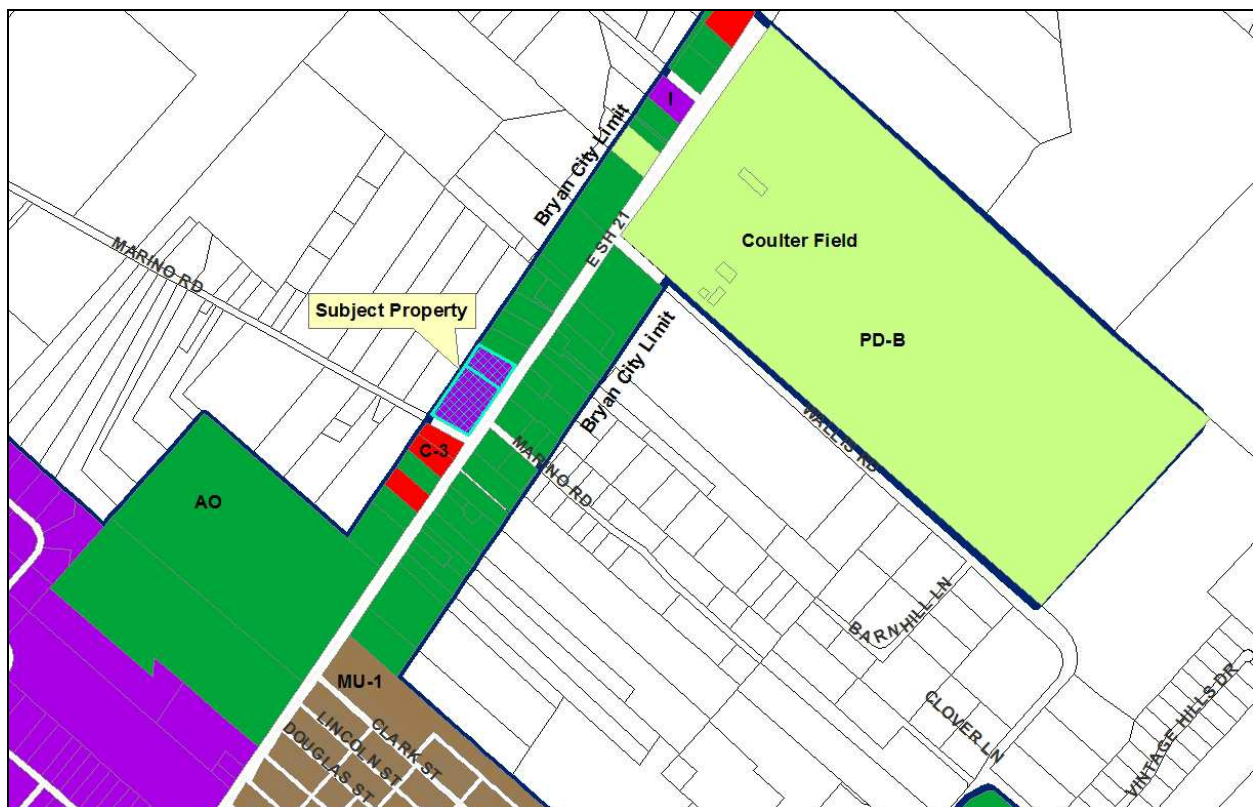 I
Bryan City Limit
E SH 21
Coulter Field
MARINO RD
Subject Property
PD-B
Bryan City Limit
WALLIS RD
C-3
MARINO RD
AO
BARNHILL LN
MU-1
CLARK ST
LINCOLN ST
DOUGLAS ST
CLOVER LN
VINTAGE HILLS DR